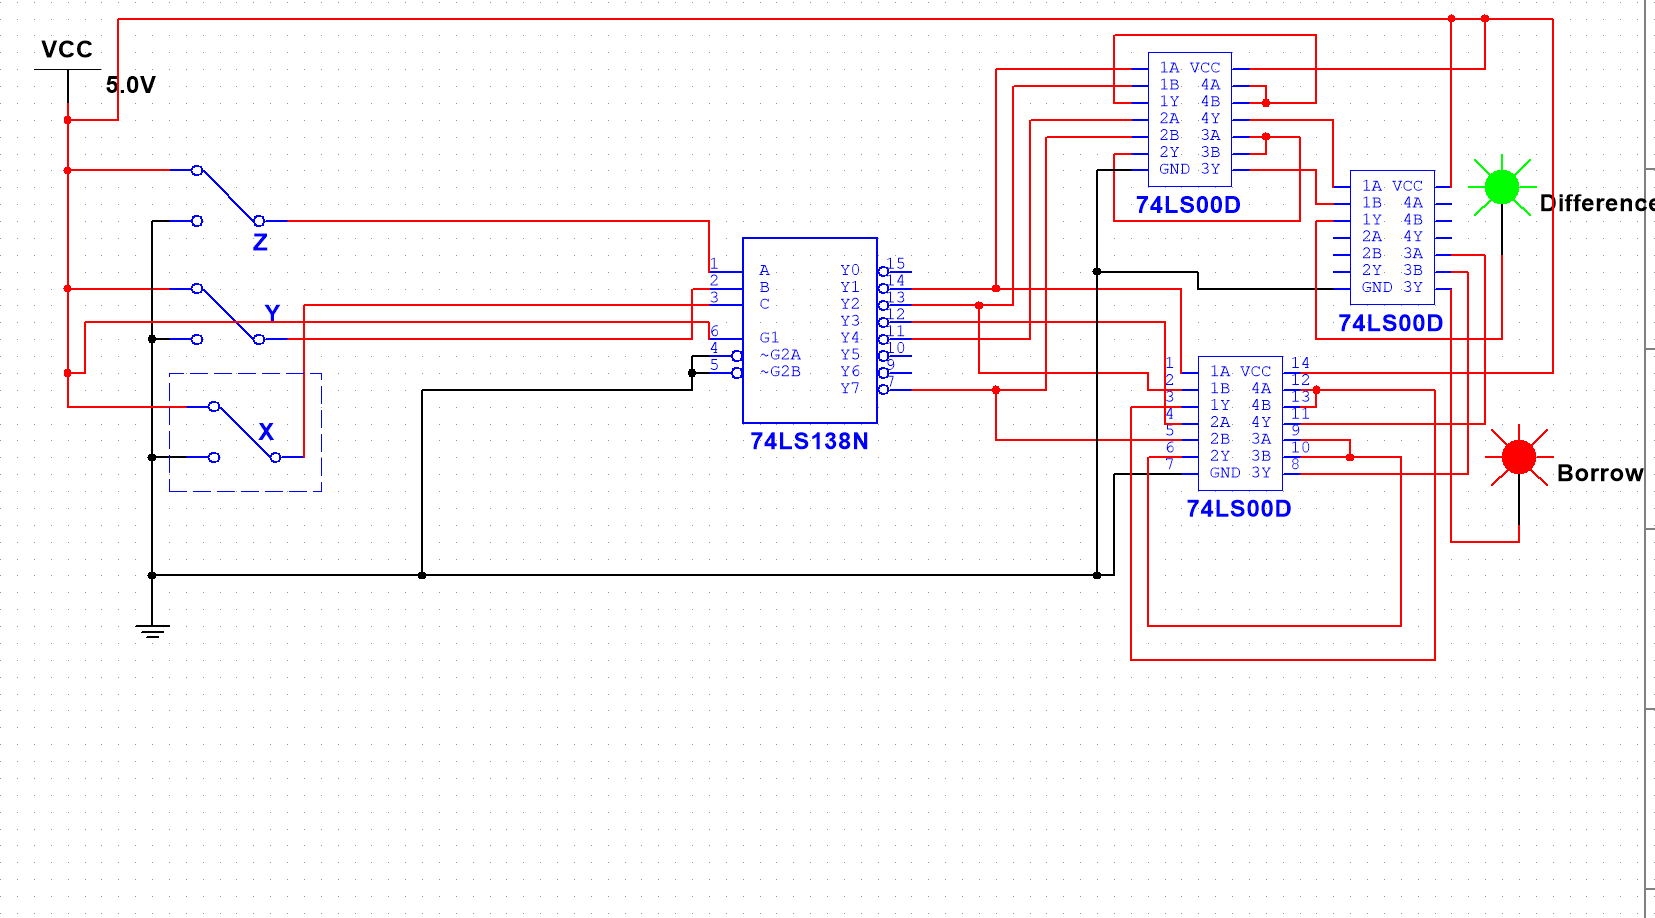 VCC
5.0V
Z
Y
X
1 A Y0 15
2 B Y1 14
3 C Y2 13
Y3 12
6 G1 Y4 11
4 ~G2A Y5 10
5 ~G2B Y6 9
Y7 7
74LS138N
1A VCC
1B 4A
1Y 4B
2A 4Y
2B 3A
2Y 3B
GND 3Y
74LS00D
1A VCC
1B 4A
1Y 4B
2A 4Y
2B 3A
2Y 3B
GND 3Y
74LS00D
Difference
1 1A VCC 14
2 1B 4A 12
3 1Y 4B 13
4 2A 4Y 11
5 2B 3A 9
6 2Y 3B 10
7 GND 3Y 8
74LS00D
Borrow